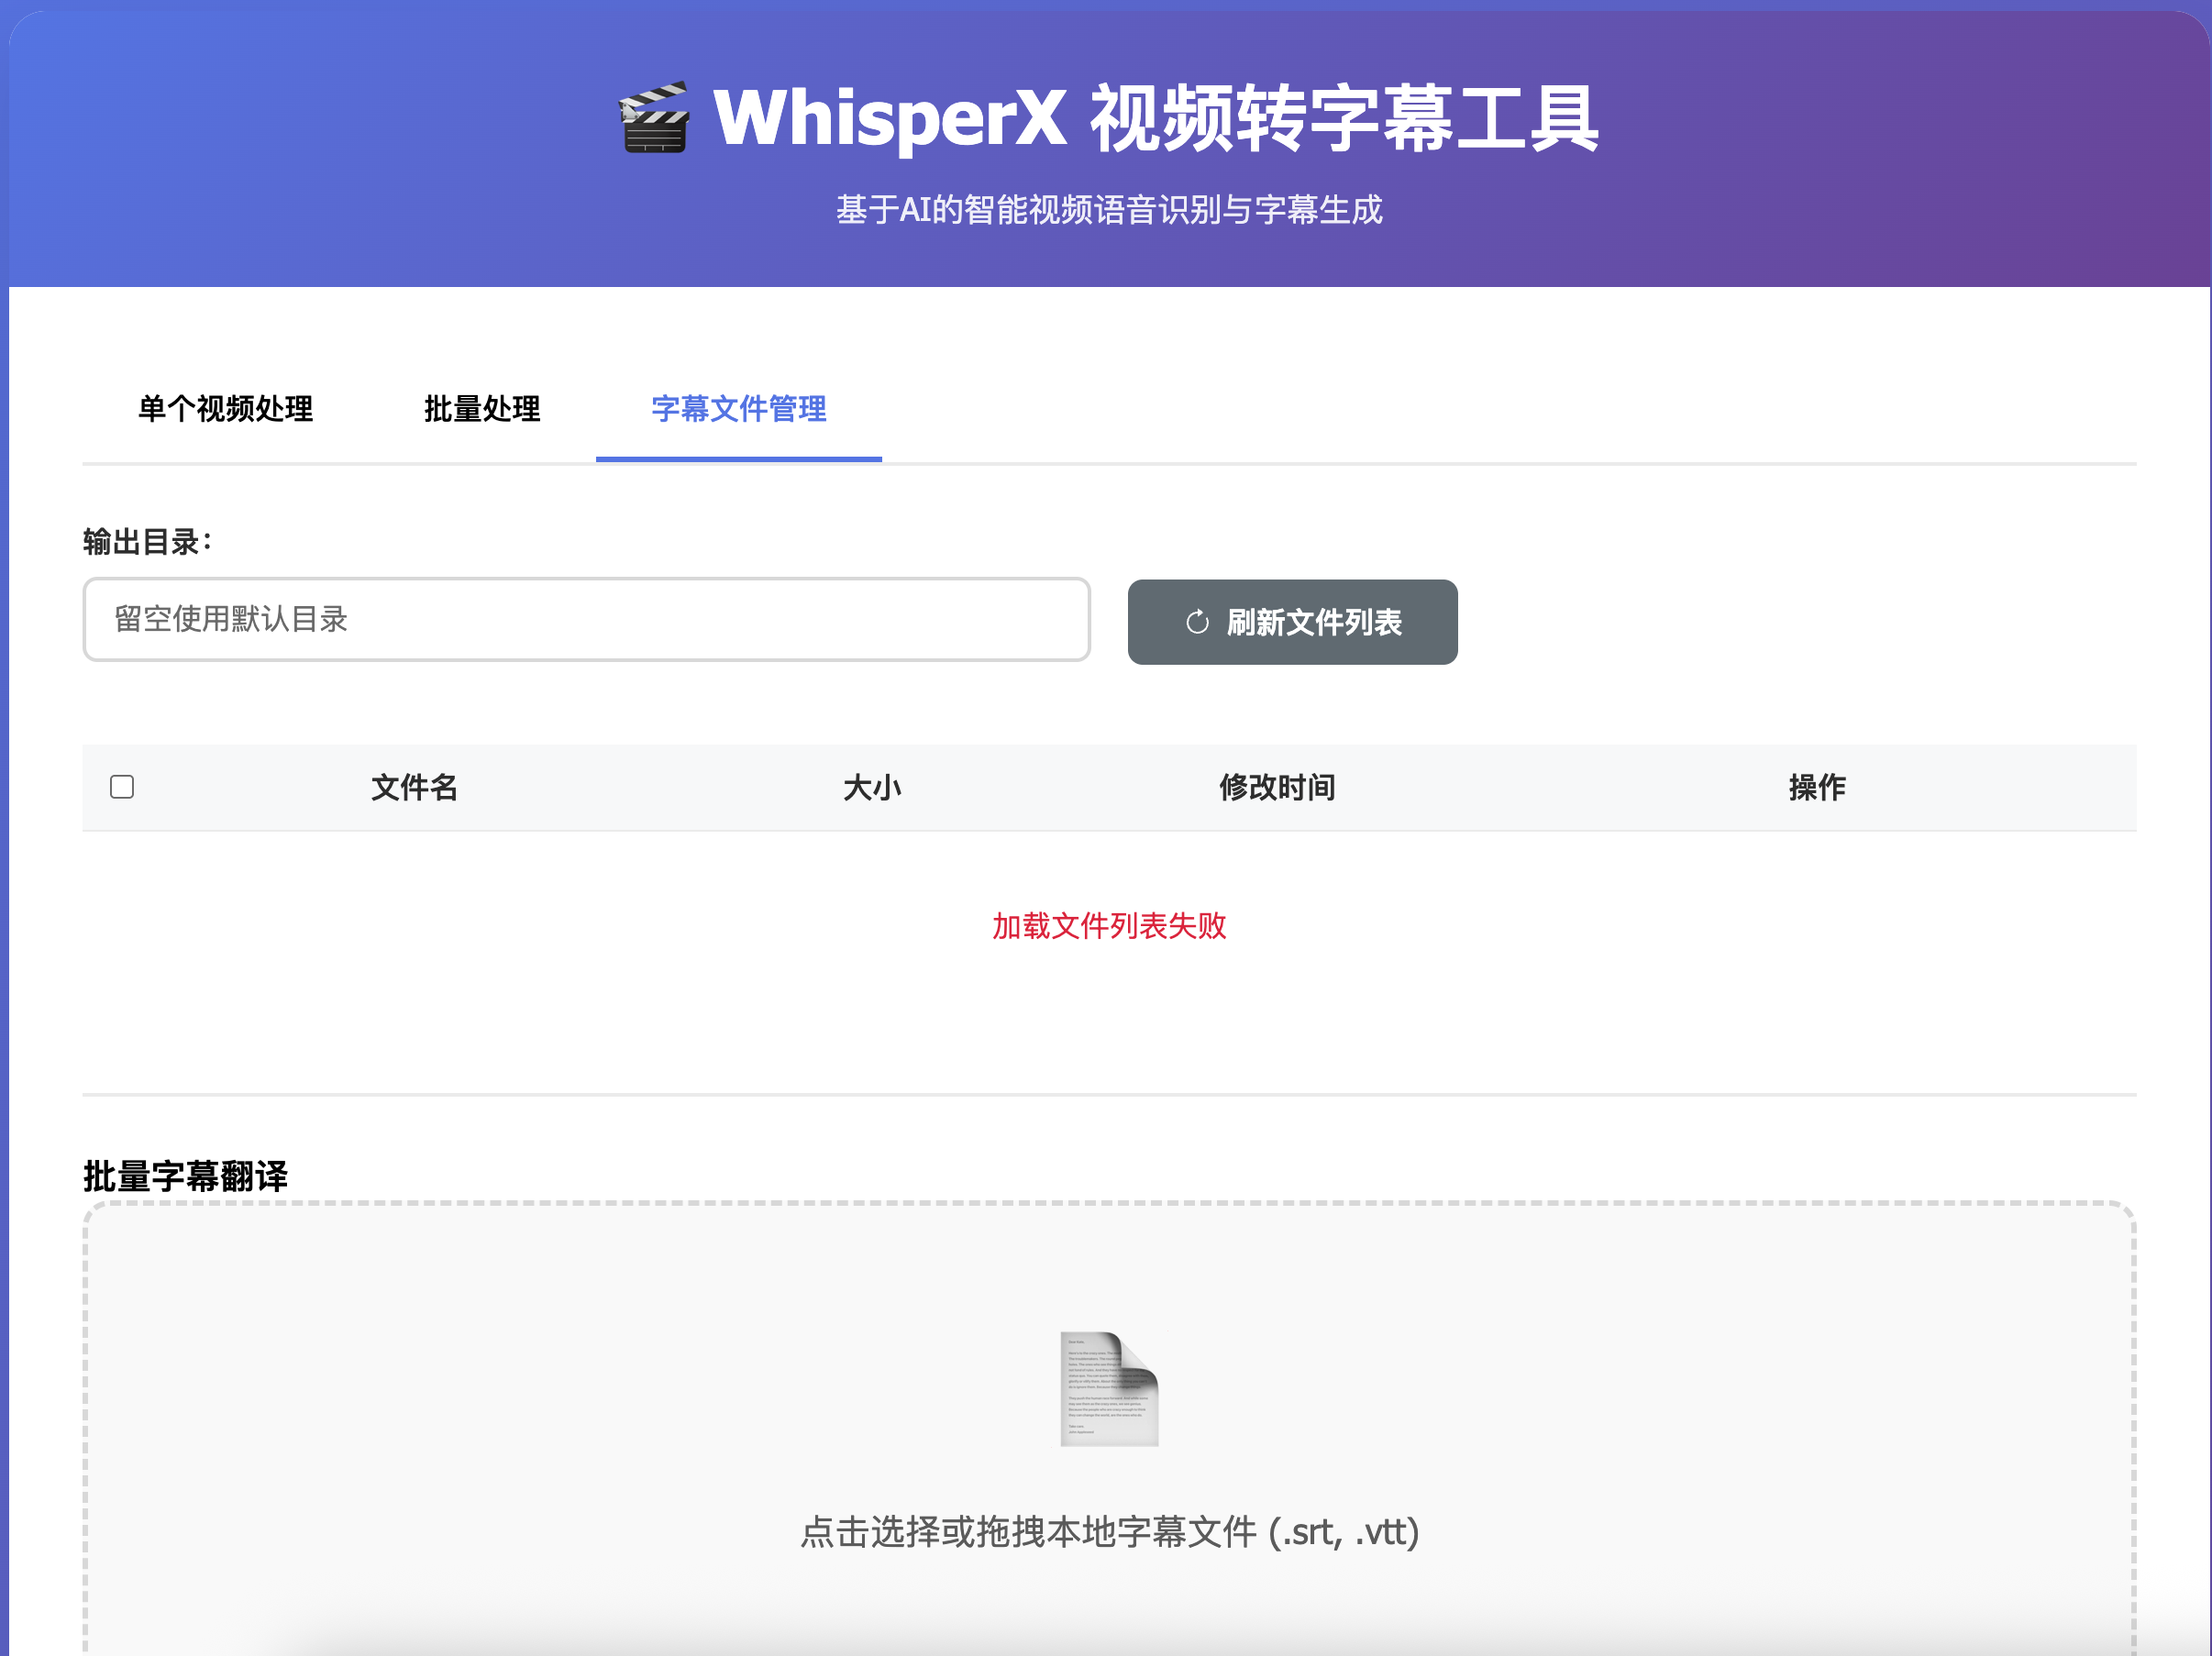 WhisperX 视频转字幕工具
基于AI的智能视频语音识别与字幕生成
单个视频处理 批量处理 字幕文件管理
输出目录：
留空使用默认目录
刷新文件列表
文件名 大小 修改时间 操作
加载文件列表失败
批量字幕翻译
点击选择或拖拽本地字幕文件 (.srt, .vtt)